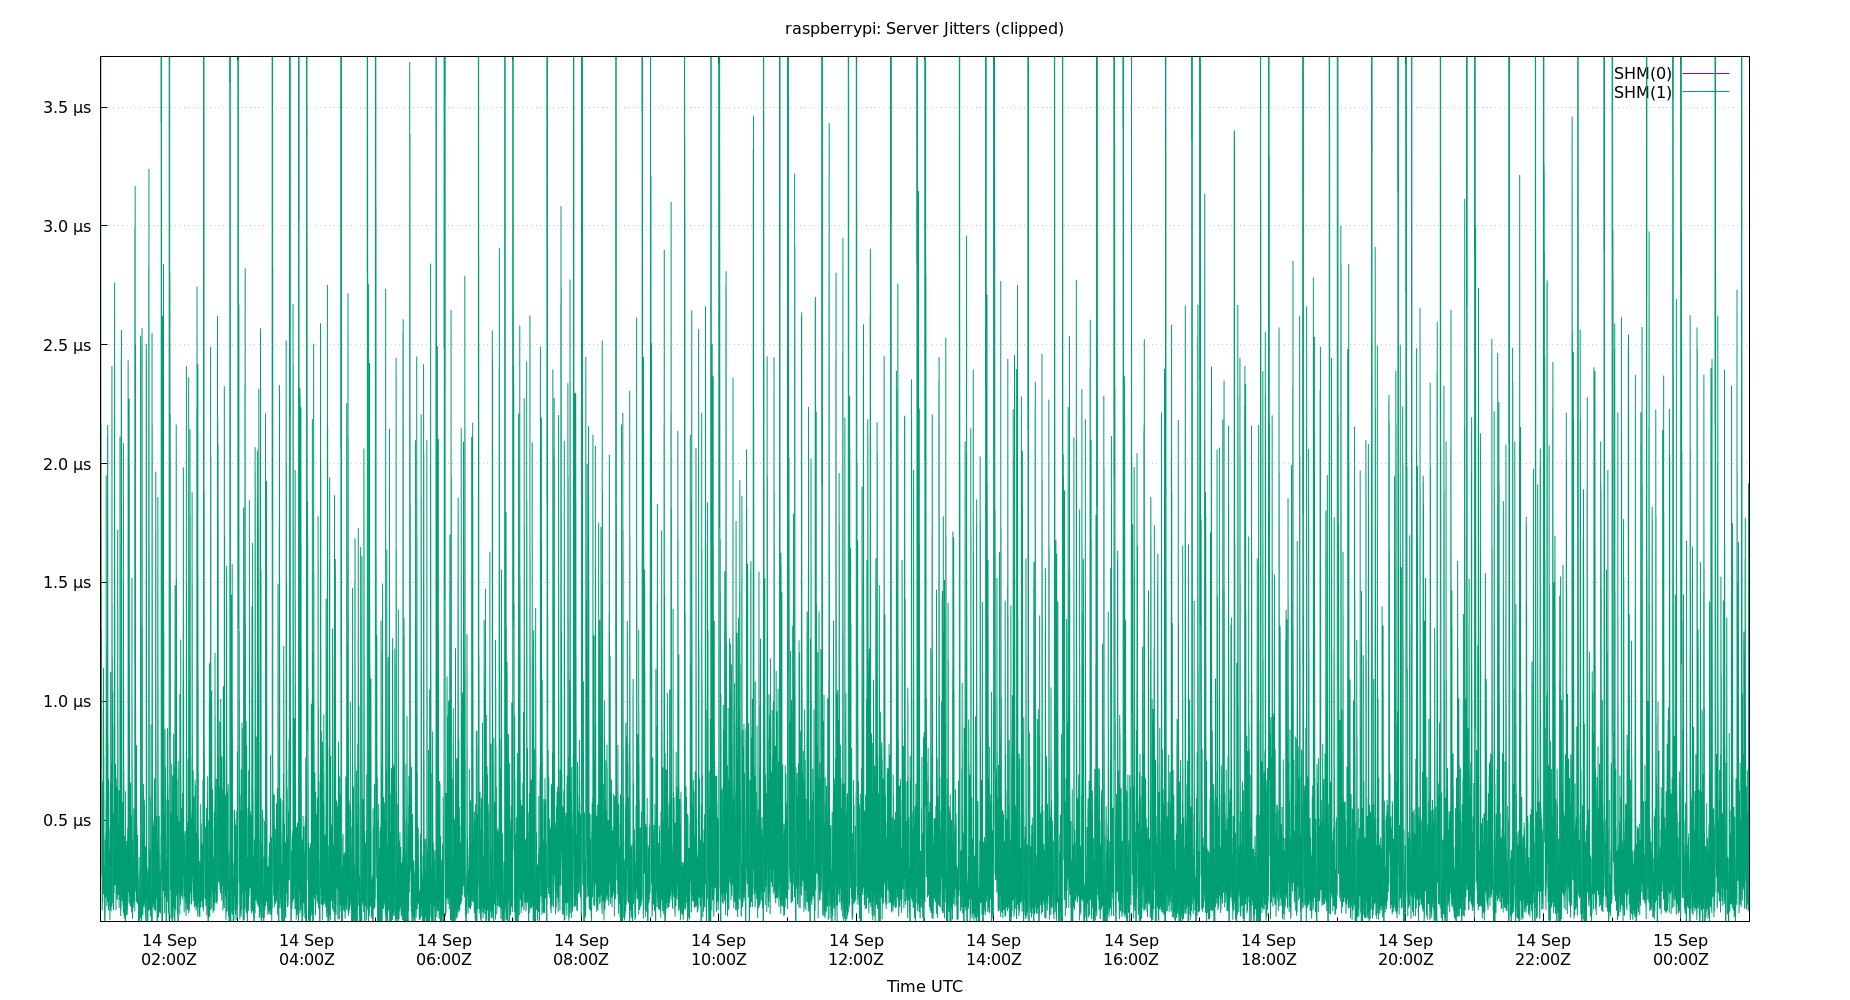 raspberrypi: Server Jitters (clipped)
SHM(0)
SHM(1)
3.5 µs
3.0 µs
2.5 µs
2.0 µs
1.5 µs
1.0 µs
0.5 µs
14 Sep 14 Sep 14 Sep 14 Sep 14 Sep 14 Sep 14 Sep 14 Sep 14 Sep 14 Sep 14 Sep 15 Sep
02:00Z 04:00Z 06:00Z 08:00Z 10:00Z 12:00Z 14:00Z 16:00Z 18:00Z 20:00Z 22:00Z 00:00Z
Time UTC